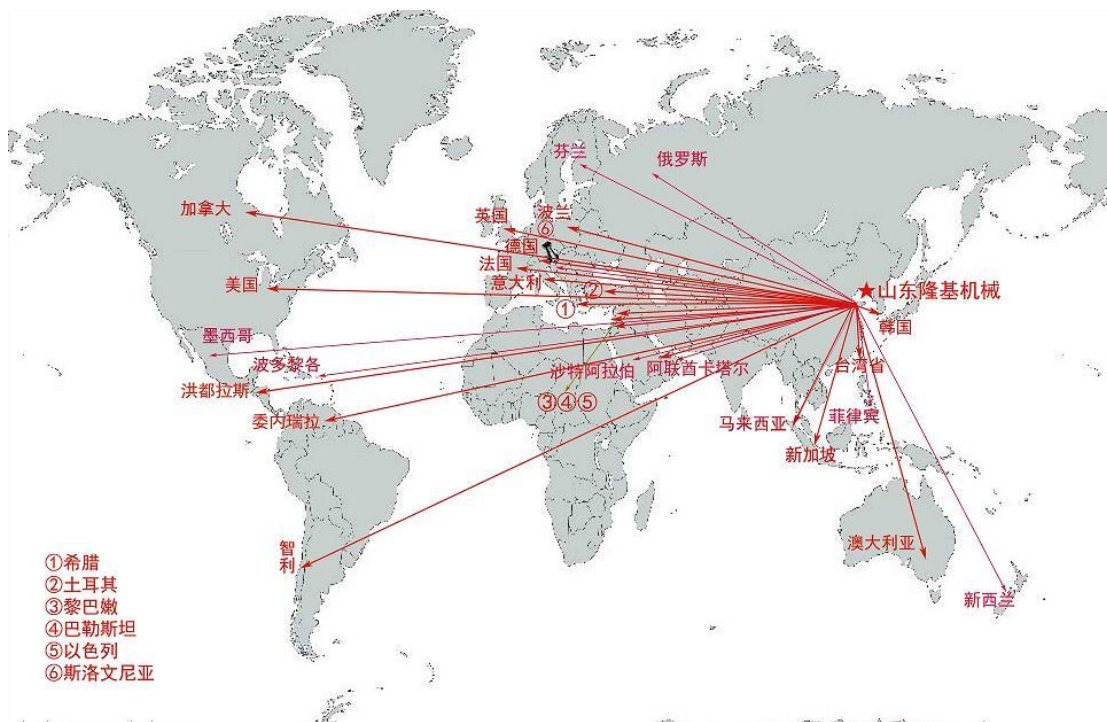 芬兰
俄罗斯
加拿大
英国
波兰
⑥
德国
法国
美国
意大利
②
①
★山东隆基机械
韩国
墨西哥
波多黎各
沙特阿拉伯
阿联酋卡塔尔
台湾省
洪都拉斯
③④⑤
委内瑞拉
马来西亚
菲律宾
新加坡
智利
澳大利亚
新西兰
①希腊
②土耳其
③黎巴嫩
④巴勒斯坦
⑤以色列
⑥斯洛文尼亚